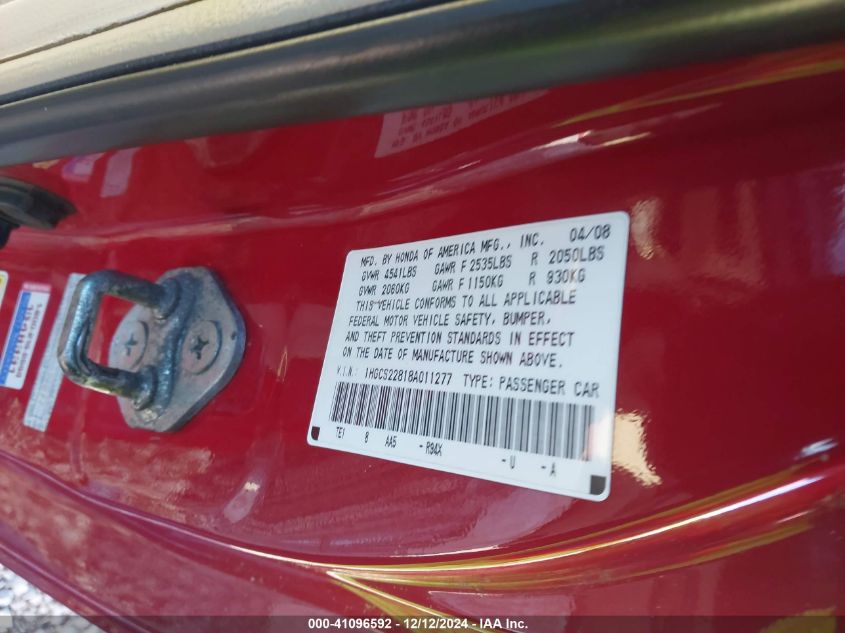 MFD. BY HONDA OF AMERICA MFG., INC. 04/08
GVWR 4541LBS GAWR F 2535LBS R 2050LBS
GVWR 2060KG GAWR F 1150KG R 930KG
THIS VEHICLE CONFORMS TO ALL APPLICABLE
FEDERAL MOTOR VEHICLE SAFETY, BUMPER,
AND THEFT PREVENTION STANDARDS IN EFFECT
ON THE DATE OF MANUFACTURE SHOWN ABOVE.
V.I.N: 1HGCS22818A011277 TYPE: PASSENGER CAR
TE1 8 AA5 - R94X - U - A
000-41096592 - 12/12/2024 - IAA Inc.